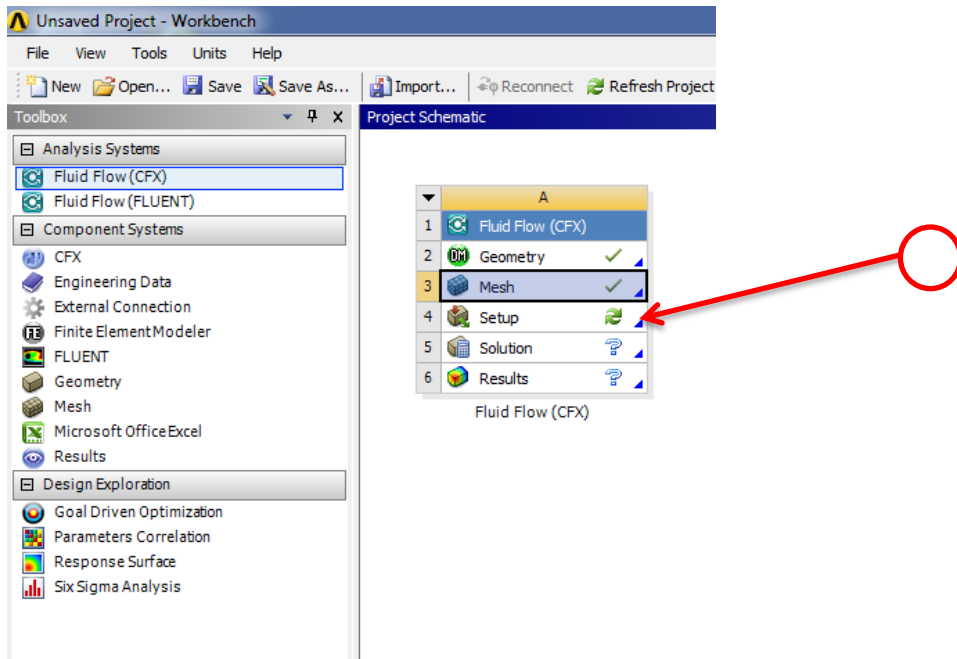 Unsaved Project - Workbench
File View Tools Units Help
New Open... Save Save As... Import... Reconnect Refresh Project
Toolbox
Project Schematic
Analysis Systems
Fluid Flow (CFX)
Fluid Flow (FLUENT)
Component Systems
CFX
Engineering Data
External Connection
Finite Element Modeler
FLUENT
Geometry
Mesh
Microsoft Office Excel
Results
Design Exploration
Goal Driven Optimization
Parameters Correlation
Response Surface
Six Sigma Analysis
A
1 Fluid Flow (CFX)
2 DM Geometry
3 Mesh
4 Setup
5 Solution ?
6 Results ?
Fluid Flow (CFX)